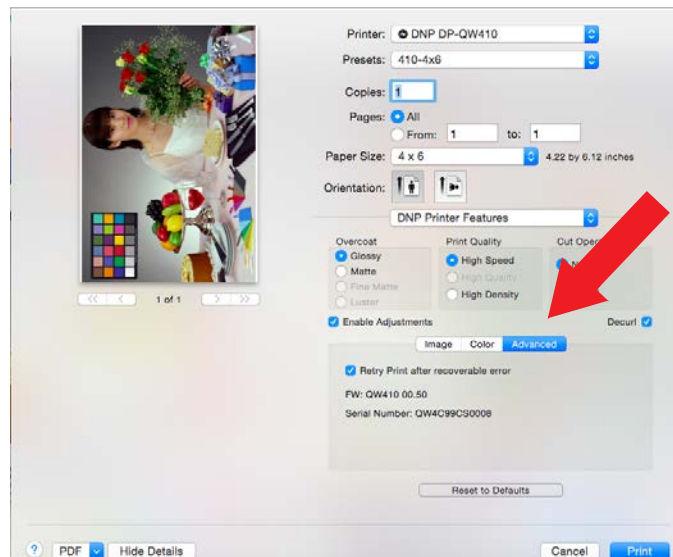 Printer: DNP DP-QW410
Presets: 410-4x6
Copies: 1
Pages: All
From: 1 to: 1
Paper Size: 4 x 6 4.22 by 6.12 inches
Orientation:
DNP Printer Features
Overcoat Print Quality Cut
Glossy High Speed
Matte High Quality
Fine Matte High Density
Luster
<< < 1 of 1 > >>
Enable Adjustments Decurl
Image Color Advanced
Retry Print after recoverable error
FW: QW410 00.50
Serial Number: QW4C99CS0008
Reset to Defaults
? PDF Hide Details Cancel Print